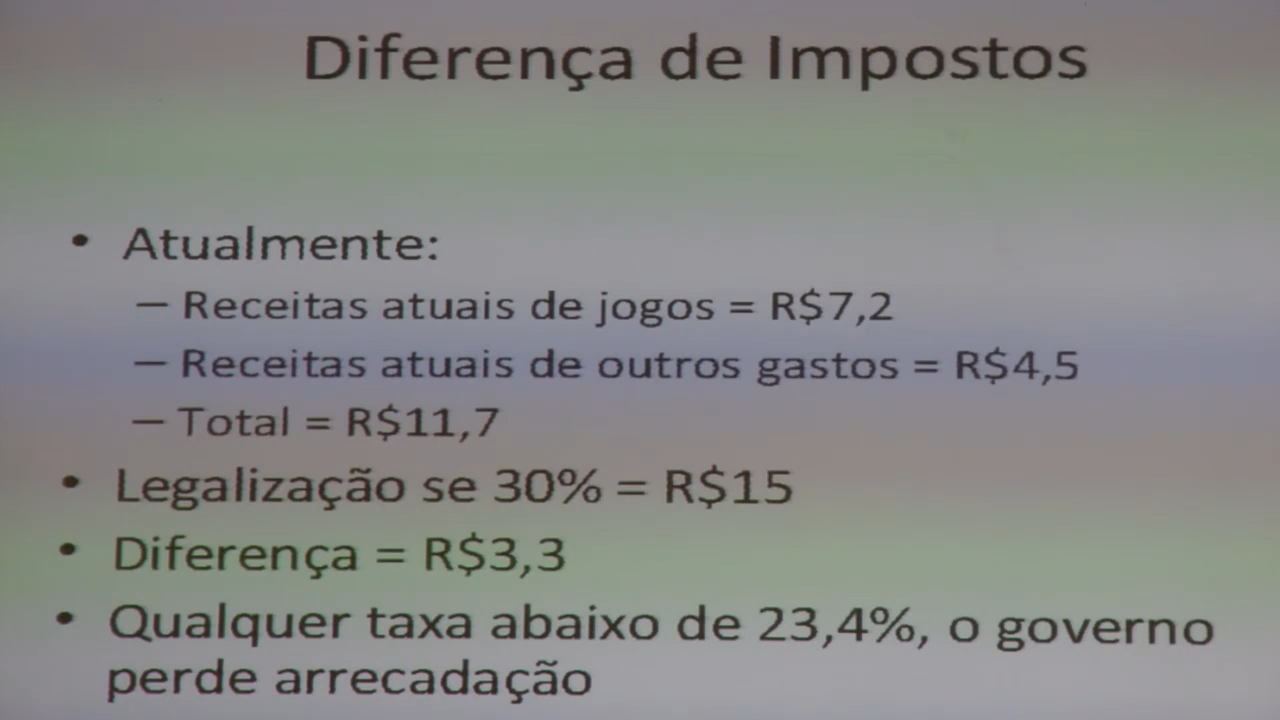 Diferença de Impostos
• Atualmente:
– Receitas atuais de jogos = R$7,2
– Receitas atuais de outros gastos = R$4,5
– Total = R$11,7
• Legalização se 30% = R$15
• Diferença = R$3,3
• Qualquer taxa abaixo de 23,4%, o governo
perde arrecadação